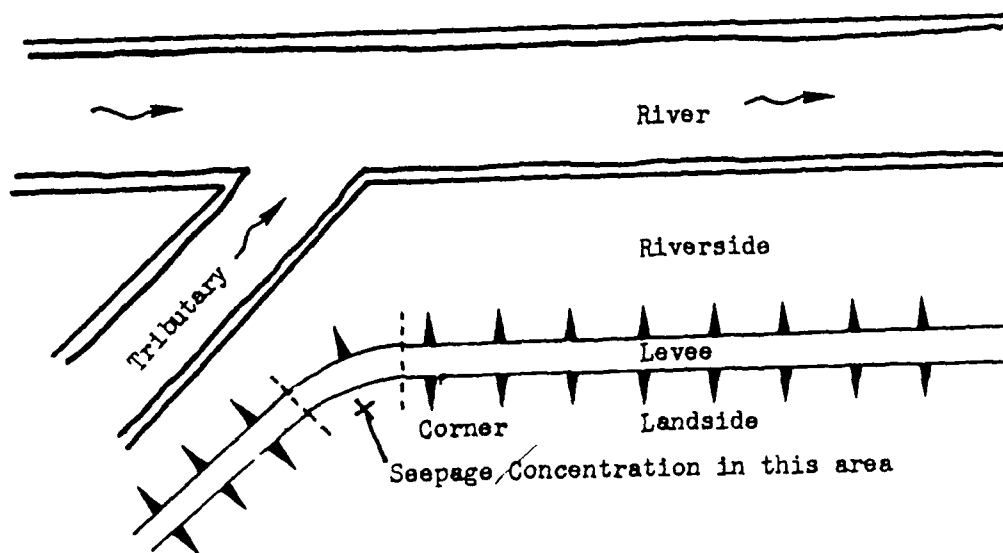 River
Riverside
Tributary
Levee
Corner
Landside
Seepage Concentration in this area